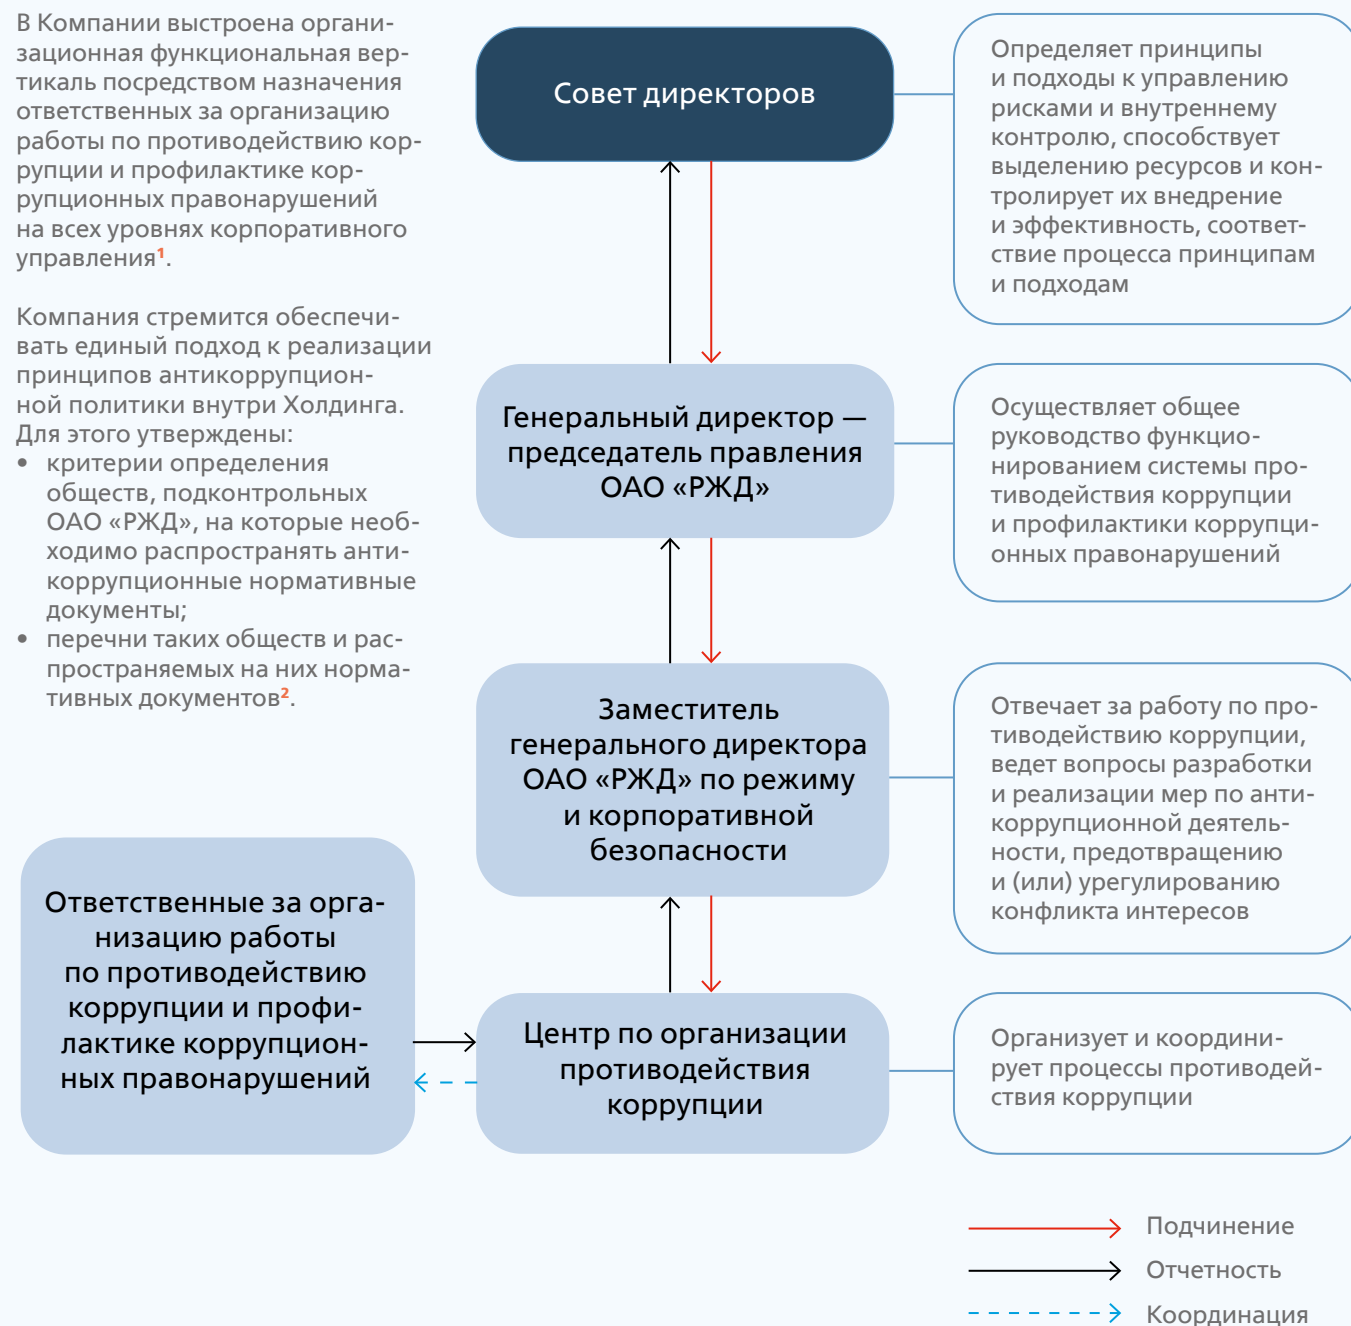 В Компании выстроена органи-
зационная функциональная вер-
тикаль посредством назначения
ответственных за организацию
работы по противодействию кор-
рупции и профилактике кор-
рупционных правонарушений
на всех уровнях корпоративного
управления¹.
Компания стремится обеспечи-
вать единый подход к реализации
принципов антикоррупцион-
ной политики внутри Холдинга.
Для этого утверждены:
• критерии определения
обществ, подконтрольных
ОАО «РЖД», на которые необ-
ходимо распространять анти-
коррупционные нормативные
документы;
• перечни таких обществ и рас-
пространяемых на них норма-
тивных документов².
Совет директоров
Определяет принципы
и подходы к управлению
рисками и внутреннему
контролю, способствует
выделению ресурсов и кон-
тролирует их внедрение
и эффективность, соответ-
ствие процесса принципам
и подходам
Генеральный директор —
председатель правления
ОАО «РЖД»
Осуществляет общее
руководство функцио-
нированием системы про-
тиводействия коррупции
и профилактики коррупци-
онных правонарушений
Заместитель
генерального директора
ОАО «РЖД» по режиму
и корпоративной
безопасности
Отвечает за работу по про-
тиводействию коррупции,
ведет вопросы разработки
и реализации мер по анти-
коррупционной деятель-
ности, предотвращению
и (или) урегулированию
конфликта интересов
Ответственные за орга-
низацию работы
по противодействию
коррупции и профи-
лактике коррупцион-
ных правонарушений
Центр по организации
противодействия
коррупции
Организует и координи-
рует процессы противодей-
ствия коррупции
Подчинение
Отчетность
Координация